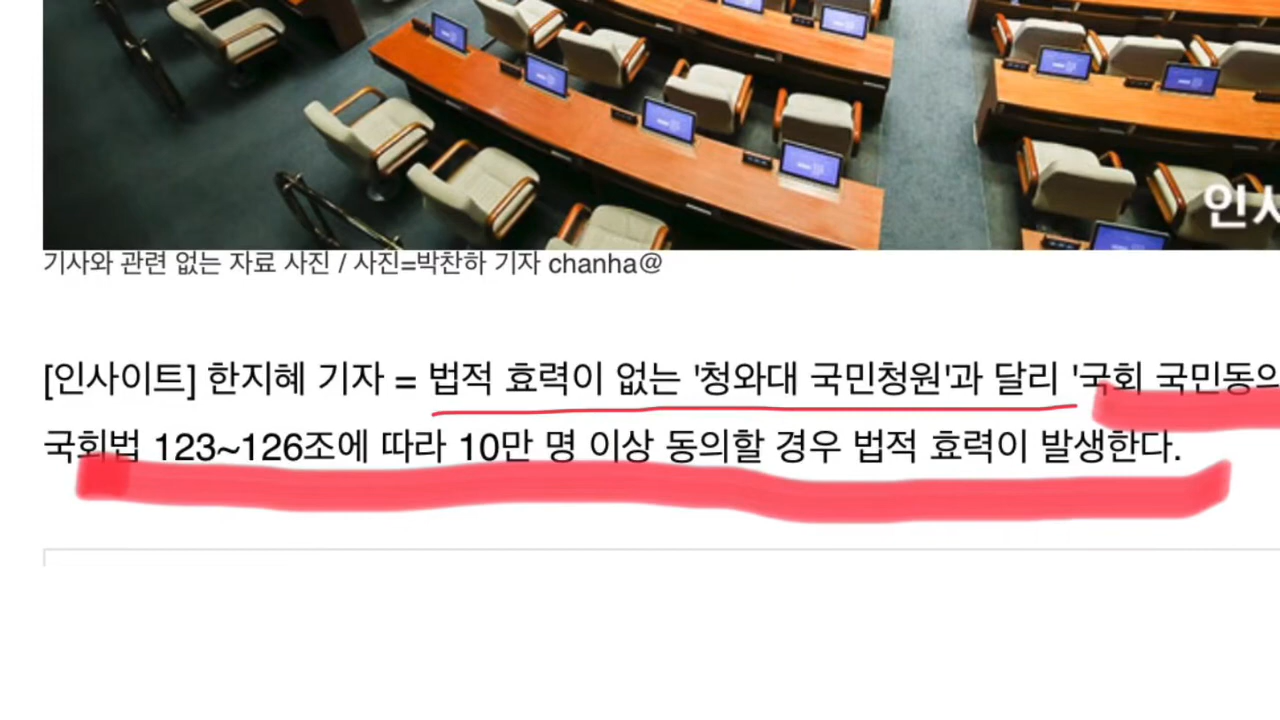 인사
기사와 관련 없는 자료 사진 / 사진=박찬하 기자 chanha@
[인사이트] 한지혜 기자 = 법적 효력이 없는 '청와대 국민청원'과 달리 '국회 국민동의
국회법 123~126조에 따라 10만 명 이상 동의할 경우 법적 효력이 발생한다.